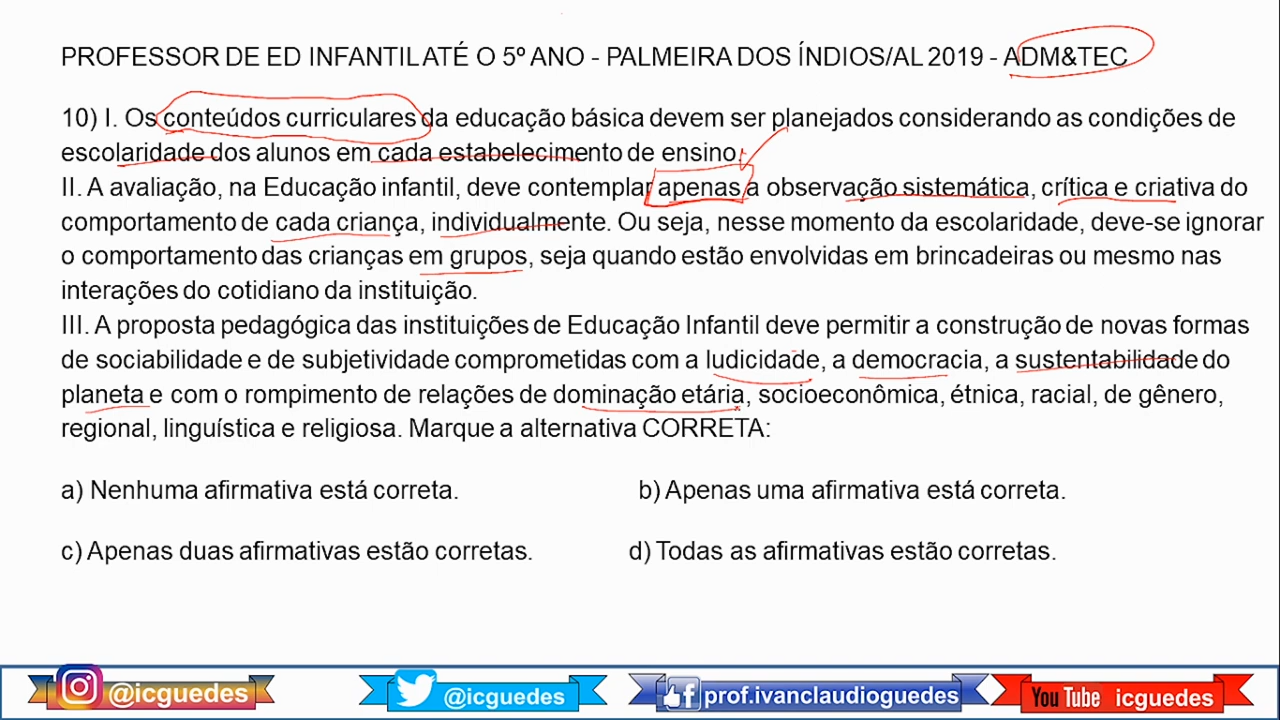 PROFESSOR DE ED INFANTIL ATÉ O 5º ANO - PALMEIRA DOS ÍNDIOS/AL 2019 - ADM&TEC
10) I. Os conteúdos curriculares da educação básica devem ser planejados considerando as condições de
escolaridade dos alunos em cada estabelecimento de ensino.
II. A avaliação, na Educação infantil, deve contemplar apenas a observação sistemática, crítica e criativa do
comportamento de cada criança, individualmente. Ou seja, nesse momento da escolaridade, deve-se ignorar
o comportamento das crianças em grupos, seja quando estão envolvidas em brincadeiras ou mesmo nas
interações do cotidiano da instituição.
III. A proposta pedagógica das instituições de Educação Infantil deve permitir a construção de novas formas
de sociabilidade e de subjetividade comprometidas com a ludicidade, a democracia, a sustentabilidade do
planeta e com o rompimento de relações de dominação etária, socioeconômica, étnica, racial, de gênero,
regional, linguística e religiosa. Marque a alternativa CORRETA:
a) Nenhuma afirmativa está correta. b) Apenas uma afirmativa está correta.
c) Apenas duas afirmativas estão corretas. d) Todas as afirmativas estão corretas.
@icguedes @icguedes prof.ivanclaudioguedes You Tube icguedes